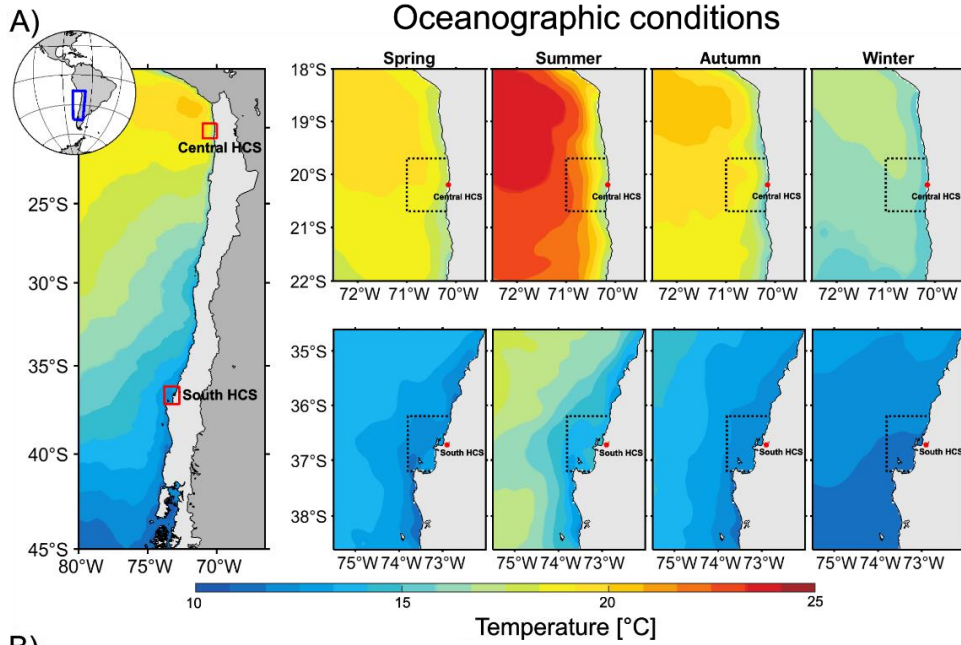 A)
Oceanographic conditions
Spring Summer Autumn Winter
18°S
19°S
20°S
21°S
22°S
Central HCS Central HCS Central HCS Central HCS
72°W 71°W 70°W 72°W 71°W 70°W 72°W 71°W 70°W 72°W 71°W 70°W
Central HCS
25°S
30°S
35°S
40°S
45°S
South HCS
80°W 75°W 70°W
35°S
36°S
37°S
38°S
South HCS South HCS South HCS South HCS
75°W 74°W 73°W 75°W 74°W 73°W 75°W 74°W 73°W 75°W 74°W 73°W
10 15 20 25
Temperature [°C]
B)